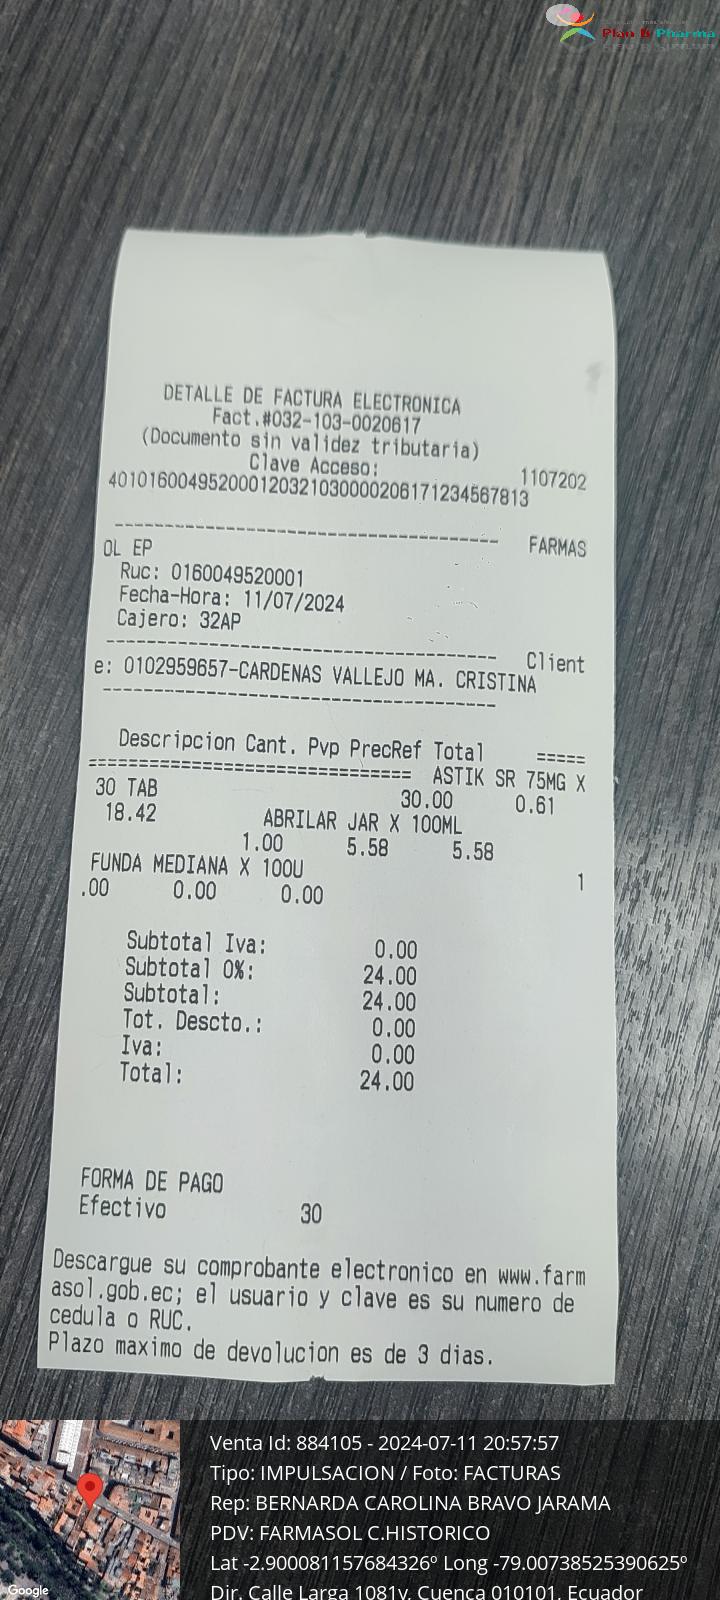 Plan B Pharma
DETALLE DE FACTURA ELECTRONICA
Fact.#032-103-0020617
(Documento sin validez tributaria)
Clave Acceso: 1107202
401016004952000120321030000206171234567813
--------------------------------------- FARMAS
OL EP
Ruc: 0160049520001
Fecha-Hora: 11/07/2024
Cajero: 32AP
--------------------------------------- Client
e: 0102959657-CARDENAS VALLEJO MA. CRISTINA
---------------------------------------
Descripcion Cant. Pvp PrecRef Total =====
================================ ASTIK SR 75MG X
30 TAB 30.00 0.61
18.42 ABRILAR JAR X 100ML
1.00 5.58 5.58
FUNDA MEDIANA X 100U 1
.00 0.00 0.00
Subtotal Iva: 0.00
Subtotal 0%: 24.00
Subtotal: 24.00
Tot. Descto.: 0.00
Iva: 0.00
Total: 24.00
FORMA DE PAGO
Efectivo 30
Descargue su comprobante electronico en www.farm
asol.gob.ec; el usuario y clave es su numero de
cedula o RUC.
Plazo maximo de devolucion es de 3 dias.
Venta Id: 884105 - 2024-07-11 20:57:57
Tipo: IMPULSACION / Foto: FACTURAS
Rep: BERNARDA CAROLINA BRAVO JARAMA
PDV: FARMASOL C.HISTORICO
Lat -2.900081157684326º Long -79.00738525390625º
Dir. Calle Larga 1081y, Cuenca 010101, Ecuador
Google